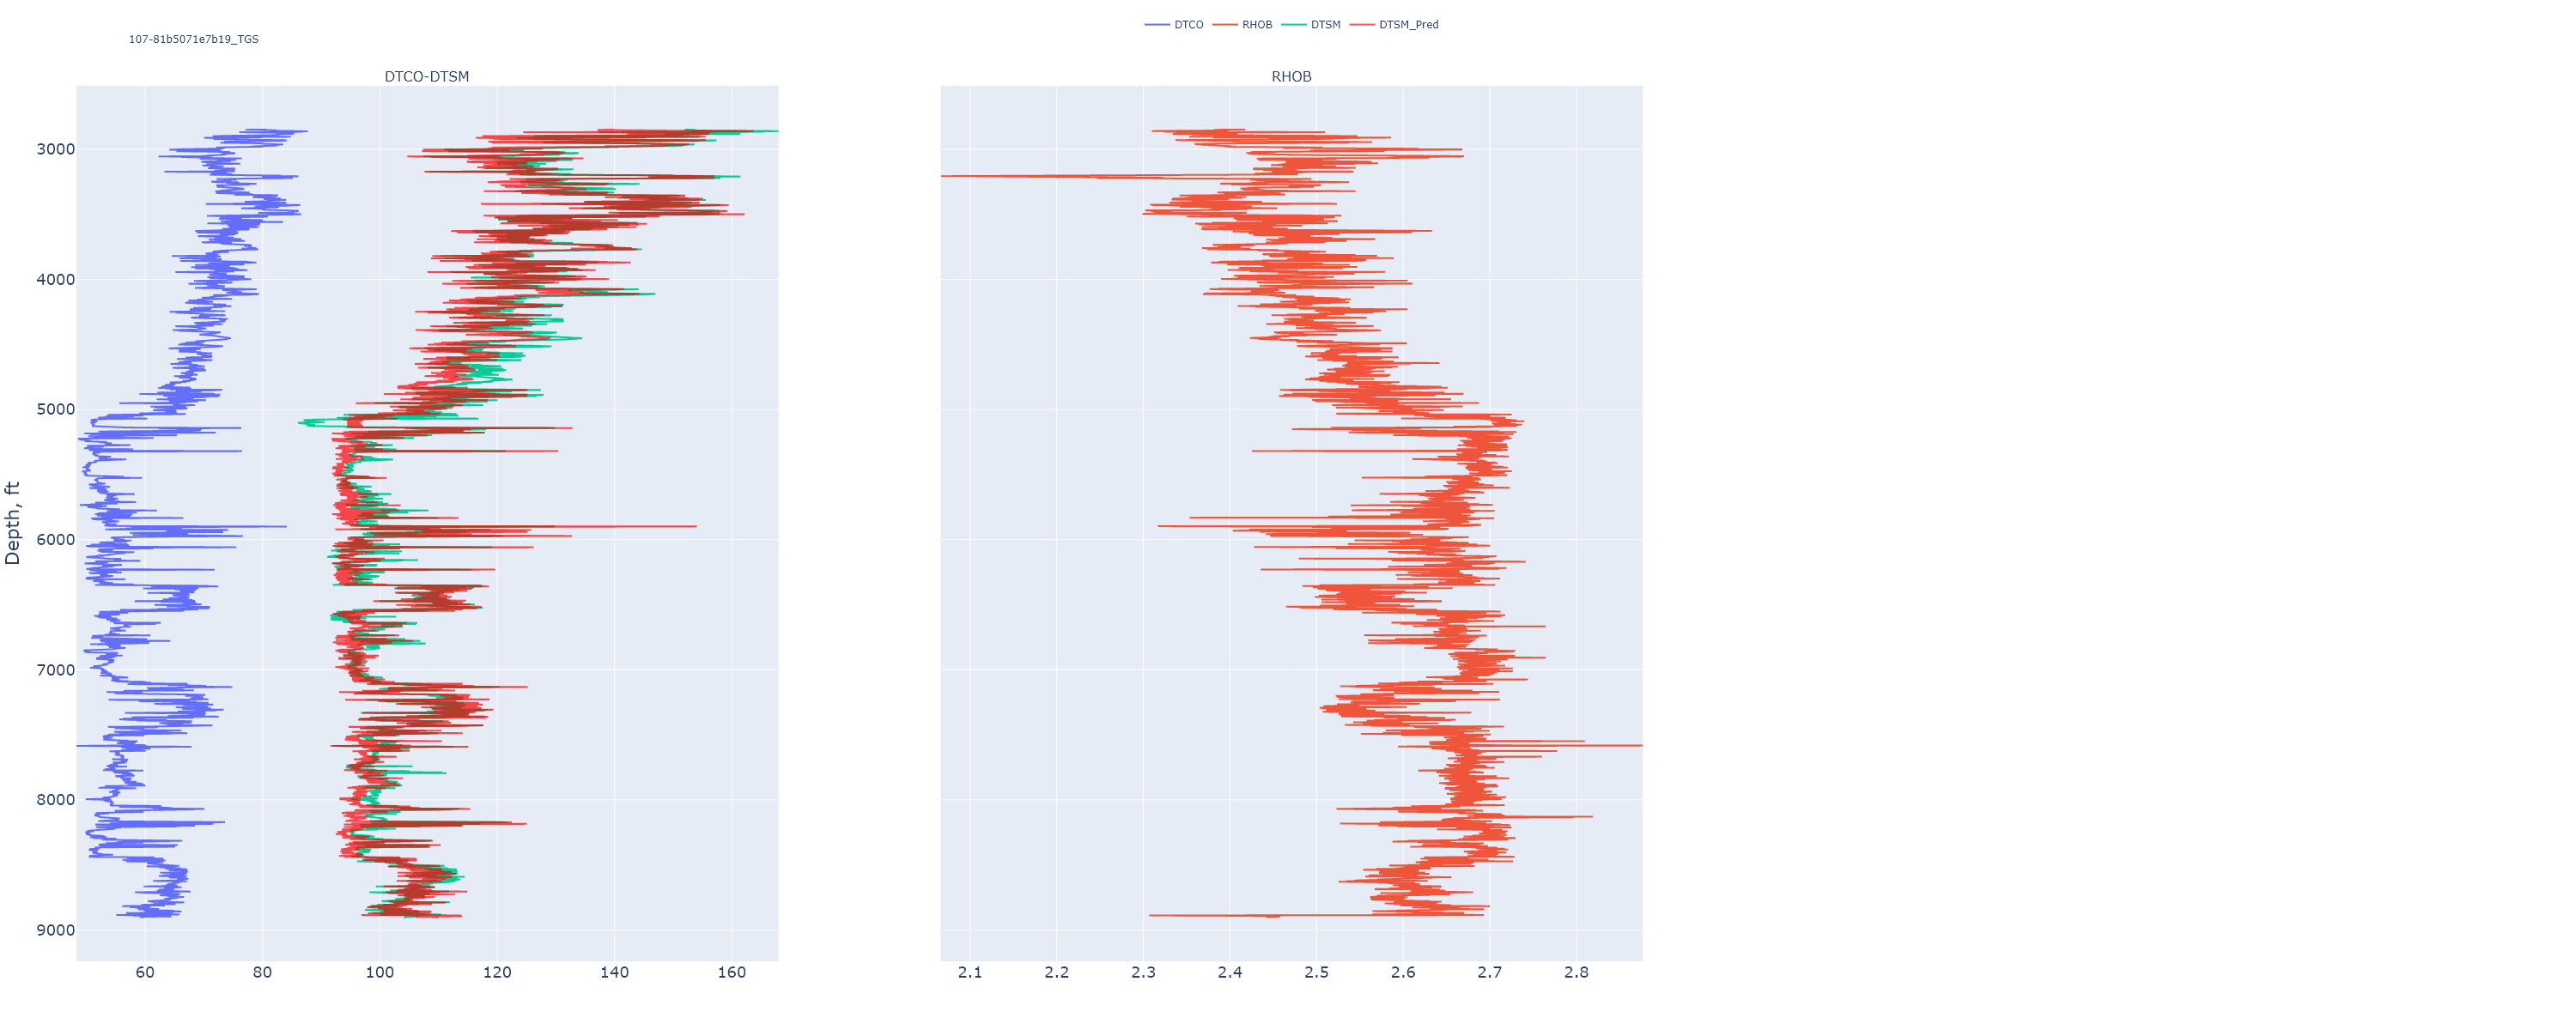 DTCO RHOB DTSM DTSM_Pred
107-81b5071e7b19_TGS
DTCO-DTSM
RHOB
3000
4000
5000
6000
7000
8000
9000
Depth, ft
60 80 100 120 140 160
2.1 2.2 2.3 2.4 2.5 2.6 2.7 2.8